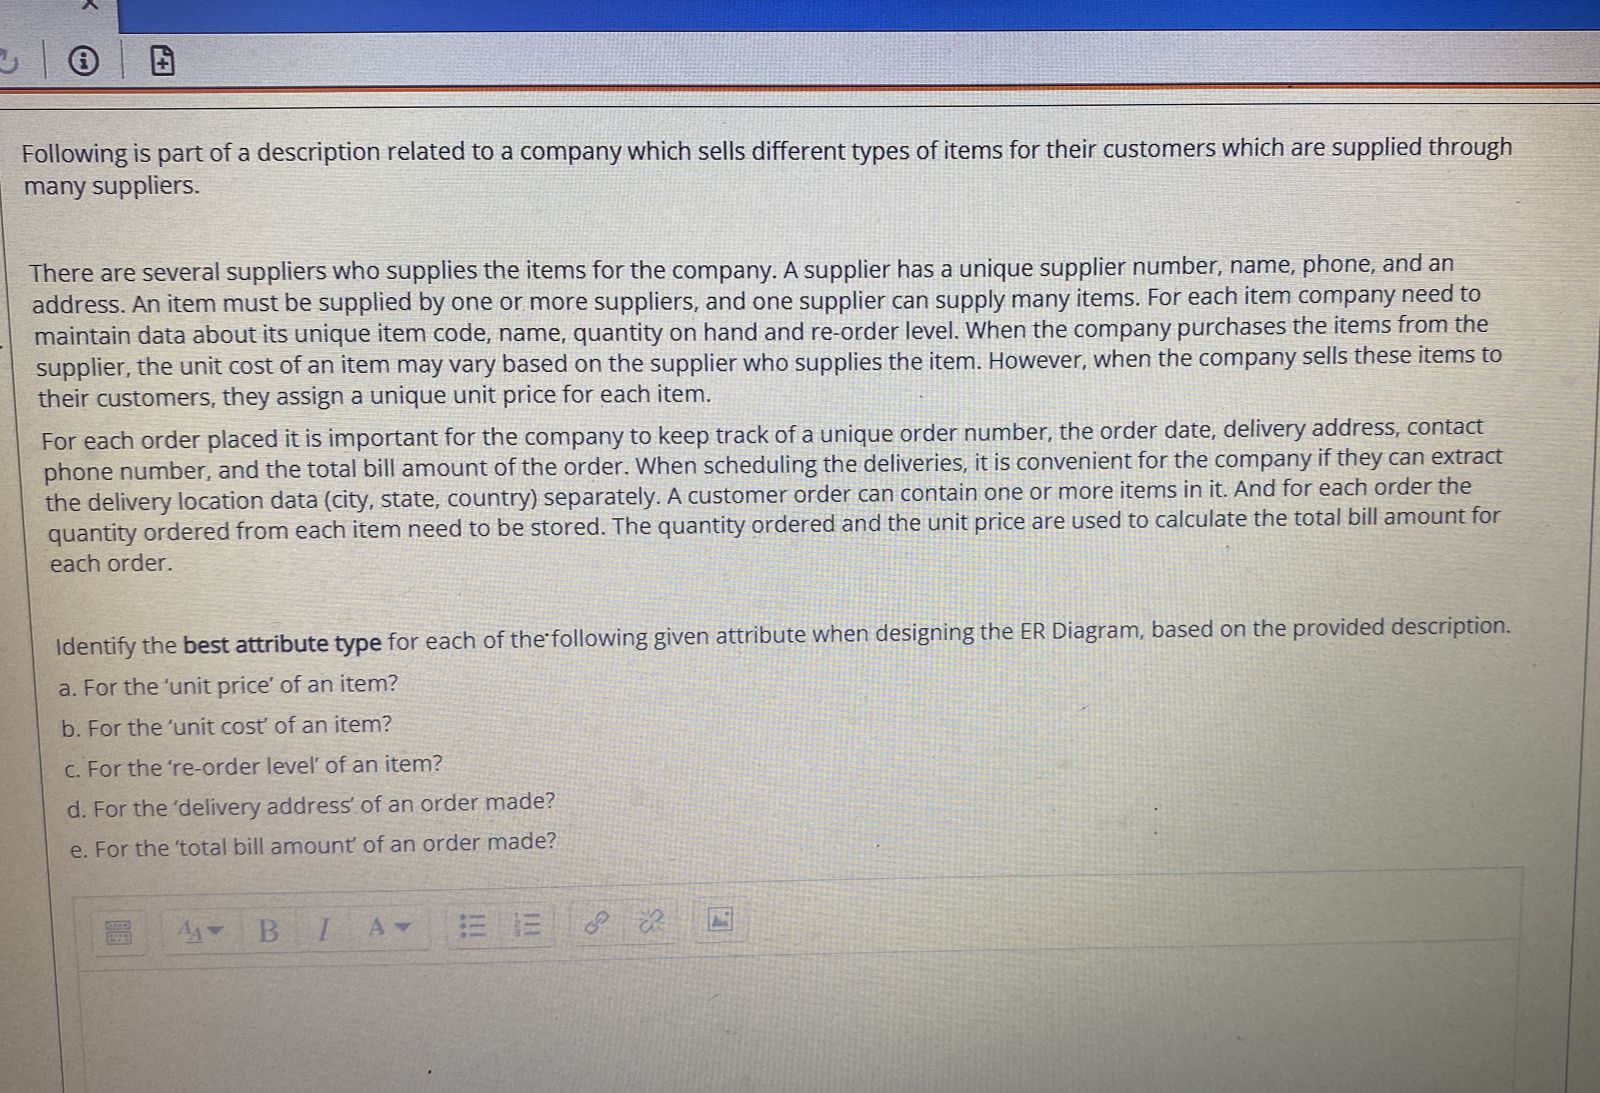 Following is part of a description related to a company which sells different types of items for their customers which are supplied through
many suppliers.
There are several suppliers who supplies the items for the company. A supplier has a unique supplier number, name, phone, and an
address. An item must be supplied by one or more suppliers, and one supplier can supply many items. For each item company need to
maintain data about its unique item code, name, quantity on hand and re-order level. When the company purchases the items from the
supplier, the unit cost of an item may vary based on the supplier who supplies the item. However, when the company sells these items to
their customers, they assign a unique unit price for each item.
For each order placed it is important for the company to keep track of a unique order number, the order date, delivery address, contact
phone number, and the total bill amount of the order. When scheduling the deliveries, it is convenient for the company if they can extract
the delivery location data (city, state, country) separately. A customer order can contain one or more items in it. And for each order the
quantity ordered from each item need to be stored. The quantity ordered and the unit price are used to calculate the total bill amount for
each order.
Identify the best attribute type for each of the following given attribute when designing the ER Diagram, based on the provided description.
a. For the ‘unit price’ of an item?
b. For the ‘unit cost’ of an item?
c. For the ‘re-order level’ of an item?
d. For the ‘delivery address’ of an order made?
e. For the ‘total bill amount’ of an order made?
B I A